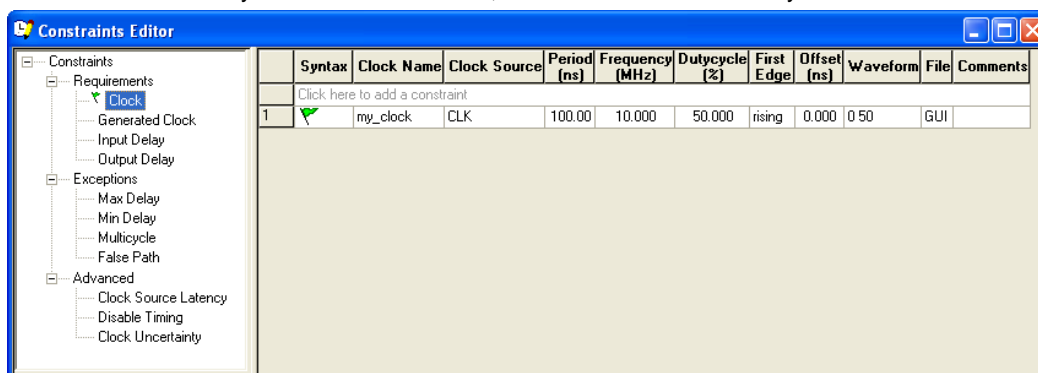 Constraints Editor
Constraints
Requirements
Clock
Generated Clock
Input Delay
Output Delay
Exceptions
Max Delay
Min Delay
Multicycle
False Path
Advanced
Clock Source Latency
Disable Timing
Clock Uncertainty
Syntax Clock Name Clock Source Period (ns) Frequency (MHz) Dutycycle (%) First Edge Offset (ns) Waveform File Comments
Click here to add a constraint
1 my_clock CLK 100.00 10.000 50.000 rising 0.000 0 50 GUI